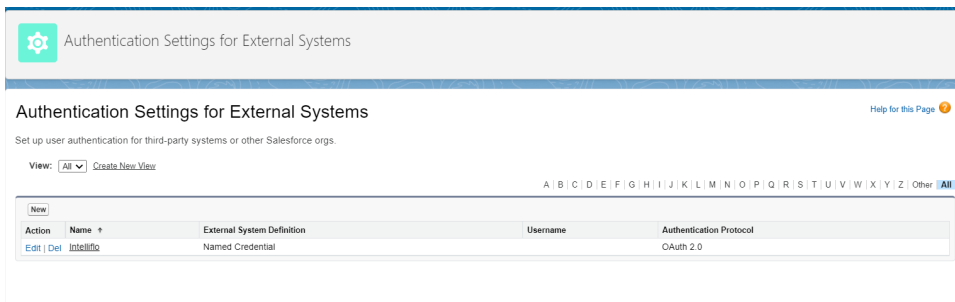 Authentication Settings for External Systems
Authentication Settings for External Systems
Help for this Page ?
Set up user authentication for third-party systems or other Salesforce orgs.
View: All Create New View
A | B | C | D | E | F | G | H | I | J | K | L | M | N | O | P | Q | R | S | T | U | V | W | X | Y | Z | Other All
New
Action Name ↑ External System Definition Username Authentication Protocol
Edit | Del Intelliflo Named Credential OAuth 2.0